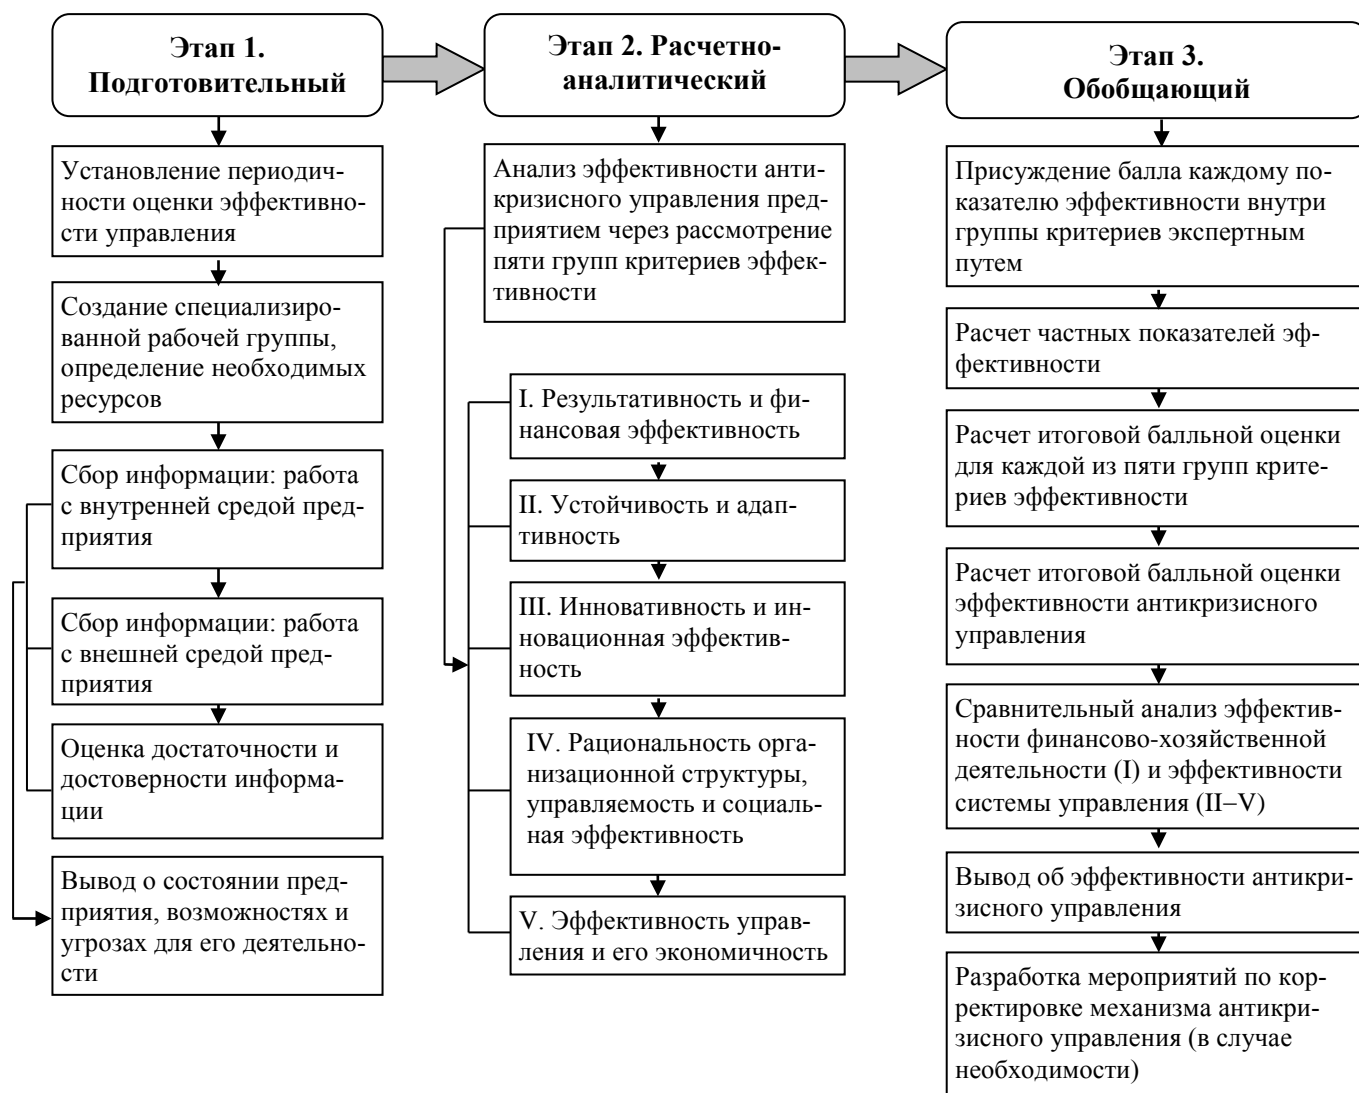 Этап 1.
Подготовительный
Установление периодич-
ности оценки эффективно-
сти управления
Создание специализиро-
ванной рабочей группы,
определение необходимых
ресурсов
Сбор информации: работа
с внутренней средой пред-
приятия
Сбор информации: работа
с внешней средой пред-
приятия
Оценка достаточности и
достоверности информа-
ции
Вывод о состоянии пред-
приятия, возможностях и
угрозах для его деятельно-
сти
Этап 2. Расчетно-
аналитический
Анализ эффективности анти-
кризисного управления пред-
приятием через рассмотрение
пяти групп критериев эффек-
тивности
I. Результативность и фи-
нансовая эффективность
II. Устойчивость и адап-
тивность
III. Инновативность и ин-
новационная эффектив-
ность
IV. Рациональность орга-
низационной структуры,
управляемость и социаль-
ная эффективность
V. Эффективность управ-
ления и его экономичность
Этап 3.
Обобщающий
Присуждение балла каждому по-
казателю эффективности внутри
группы критериев экспертным
путем
Расчет частных показателей эф-
фективности
Расчет итоговой балльной оценки
для каждой из пяти групп крите-
риев эффективности
Расчет итоговой балльной оценки
эффективности антикризисного
управления
Сравнительный анализ эффектив-
ности финансово-хозяйственной
деятельности (I) и эффективности
системы управления (II–V)
Вывод об эффективности антикри-
зисного управления
Разработка мероприятий по кор-
ректировке механизма антикри-
зисного управления (в случае
необходимости)